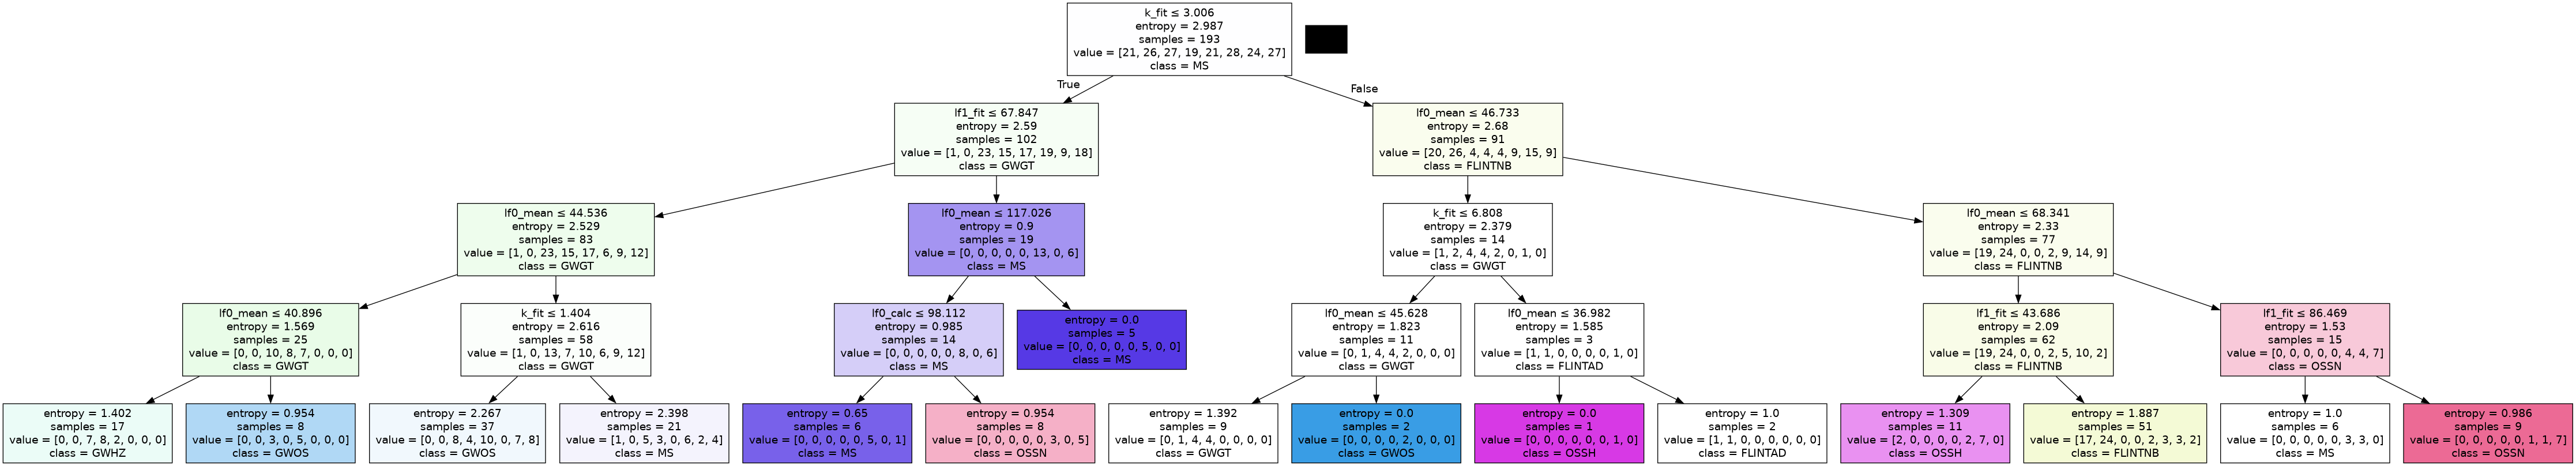 k_fit ≤ 3.006
entropy = 2.987
samples = 193
value = [21, 26, 27, 19, 21, 28, 24, 27]
class = MS
True
False
lf1_fit ≤ 67.847
entropy = 2.59
samples = 102
value = [1, 0, 23, 15, 17, 19, 9, 18]
class = GWGT
lf0_mean ≤ 46.733
entropy = 2.68
samples = 91
value = [20, 26, 4, 4, 4, 9, 15, 9]
class = FLINTNB
lf0_mean ≤ 44.536
entropy = 2.529
samples = 83
value = [1, 0, 23, 15, 17, 6, 9, 12]
class = GWGT
lf0_mean ≤ 117.026
entropy = 0.9
samples = 19
value = [0, 0, 0, 0, 0, 13, 0, 6]
class = MS
k_fit ≤ 6.808
entropy = 2.379
samples = 14
value = [1, 2, 4, 4, 2, 0, 1, 0]
class = GWGT
lf0_mean ≤ 68.341
entropy = 2.33
samples = 77
value = [19, 24, 0, 0, 2, 9, 14, 9]
class = FLINTNB
lf0_mean ≤ 40.896
entropy = 1.569
samples = 25
value = [0, 0, 10, 8, 7, 0, 0, 0]
class = GWGT
k_fit ≤ 1.404
entropy = 2.616
samples = 58
value = [1, 0, 13, 7, 10, 6, 9, 12]
class = GWGT
lf0_calc ≤ 98.112
entropy = 0.985
samples = 14
value = [0, 0, 0, 0, 0, 8, 0, 6]
class = MS
entropy = 0.0
samples = 5
value = [0, 0, 0, 0, 0, 5, 0, 0]
class = MS
lf0_mean ≤ 45.628
entropy = 1.823
samples = 11
value = [0, 1, 4, 4, 2, 0, 0, 0]
class = GWGT
lf0_mean ≤ 36.982
entropy = 1.585
samples = 3
value = [1, 1, 0, 0, 0, 0, 1, 0]
class = FLINTAD
lf1_fit ≤ 43.686
entropy = 2.09
samples = 62
value = [19, 24, 0, 0, 2, 5, 10, 2]
class = FLINTNB
lf1_fit ≤ 86.469
entropy = 1.53
samples = 15
value = [0, 0, 0, 0, 0, 4, 4, 7]
class = OSSN
entropy = 1.402
samples = 17
value = [0, 0, 7, 8, 2, 0, 0, 0]
class = GWHZ
entropy = 0.954
samples = 8
value = [0, 0, 3, 0, 5, 0, 0, 0]
class = GWOS
entropy = 2.267
samples = 37
value = [0, 0, 8, 4, 10, 0, 7, 8]
class = GWOS
entropy = 2.398
samples = 21
value = [1, 0, 5, 3, 0, 6, 2, 4]
class = MS
entropy = 0.65
samples = 6
value = [0, 0, 0, 0, 0, 5, 0, 1]
class = MS
entropy = 0.954
samples = 8
value = [0, 0, 0, 0, 0, 3, 0, 5]
class = OSSN
entropy = 1.392
samples = 9
value = [0, 1, 4, 4, 0, 0, 0, 0]
class = GWGT
entropy = 0.0
samples = 2
value = [0, 0, 0, 0, 2, 0, 0, 0]
class = GWOS
entropy = 0.0
samples = 1
value = [0, 0, 0, 0, 0, 0, 1, 0]
class = OSSH
entropy = 1.0
samples = 2
value = [1, 1, 0, 0, 0, 0, 0, 0]
class = FLINTAD
entropy = 1.309
samples = 11
value = [2, 0, 0, 0, 0, 2, 7, 0]
class = OSSH
entropy = 1.887
samples = 51
value = [17, 24, 0, 0, 2, 3, 3, 2]
class = FLINTNB
entropy = 1.0
samples = 6
value = [0, 0, 0, 0, 0, 3, 3, 0]
class = MS
entropy = 0.986
samples = 9
value = [0, 0, 0, 0, 0, 1, 1, 7]
class = OSSN